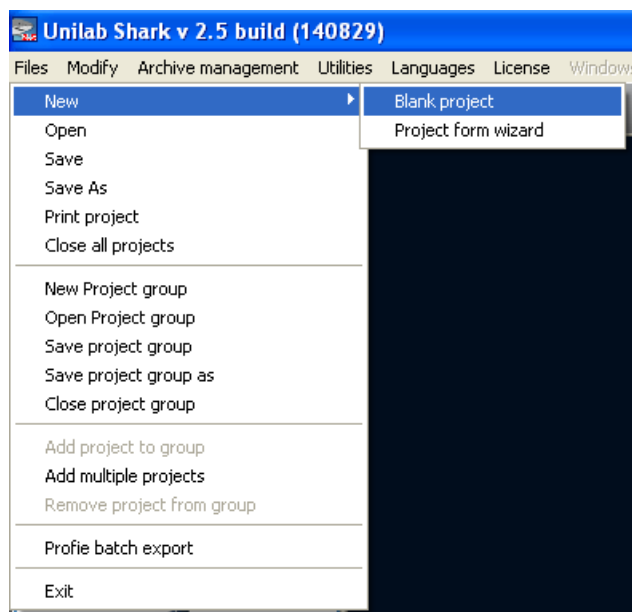 Unilab Shark v 2.5 build (140829)
Files Modify Archive management Utilities Languages License Windows
New Blank project
Open Project form wizard
Save
Save As
Print project
Close all projects
New Project group
Open Project group
Save project group
Save project group as
Close project group
Add project to group
Add multiple projects
Remove project from group
Profie batch export
Exit